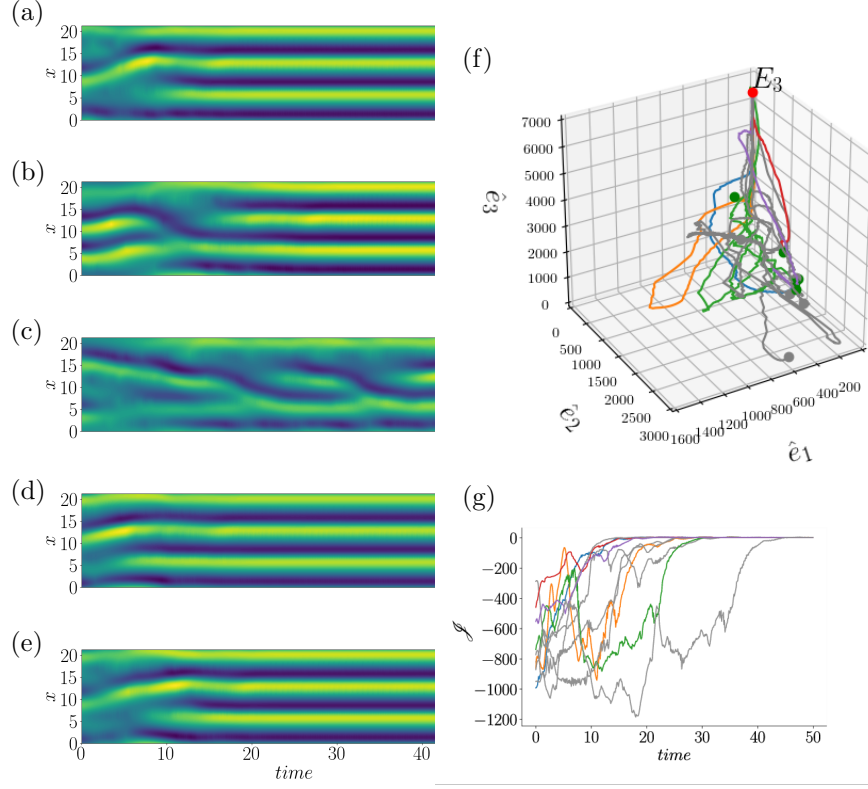 (a)
20
15
10
5
0
x
(b)
20
15
10
5
0
x
(c)
20
15
10
5
0
x
(d)
20
15
10
5
0
x
(e)
20
15
10
5
0
x
0 10 20 30 40
time
(f)
E₃
7000
6000
5000
4000
3000
2000
1000
0
ê₃
0
500
1000
1500
2000
2500
3000
ê₂
1600
1400
1200
1000
800
600
400
200
ê₁
(g)
0
−200
−400
−600
−800
−1000
−1200
𝒥
0 10 20 30 40 50
time